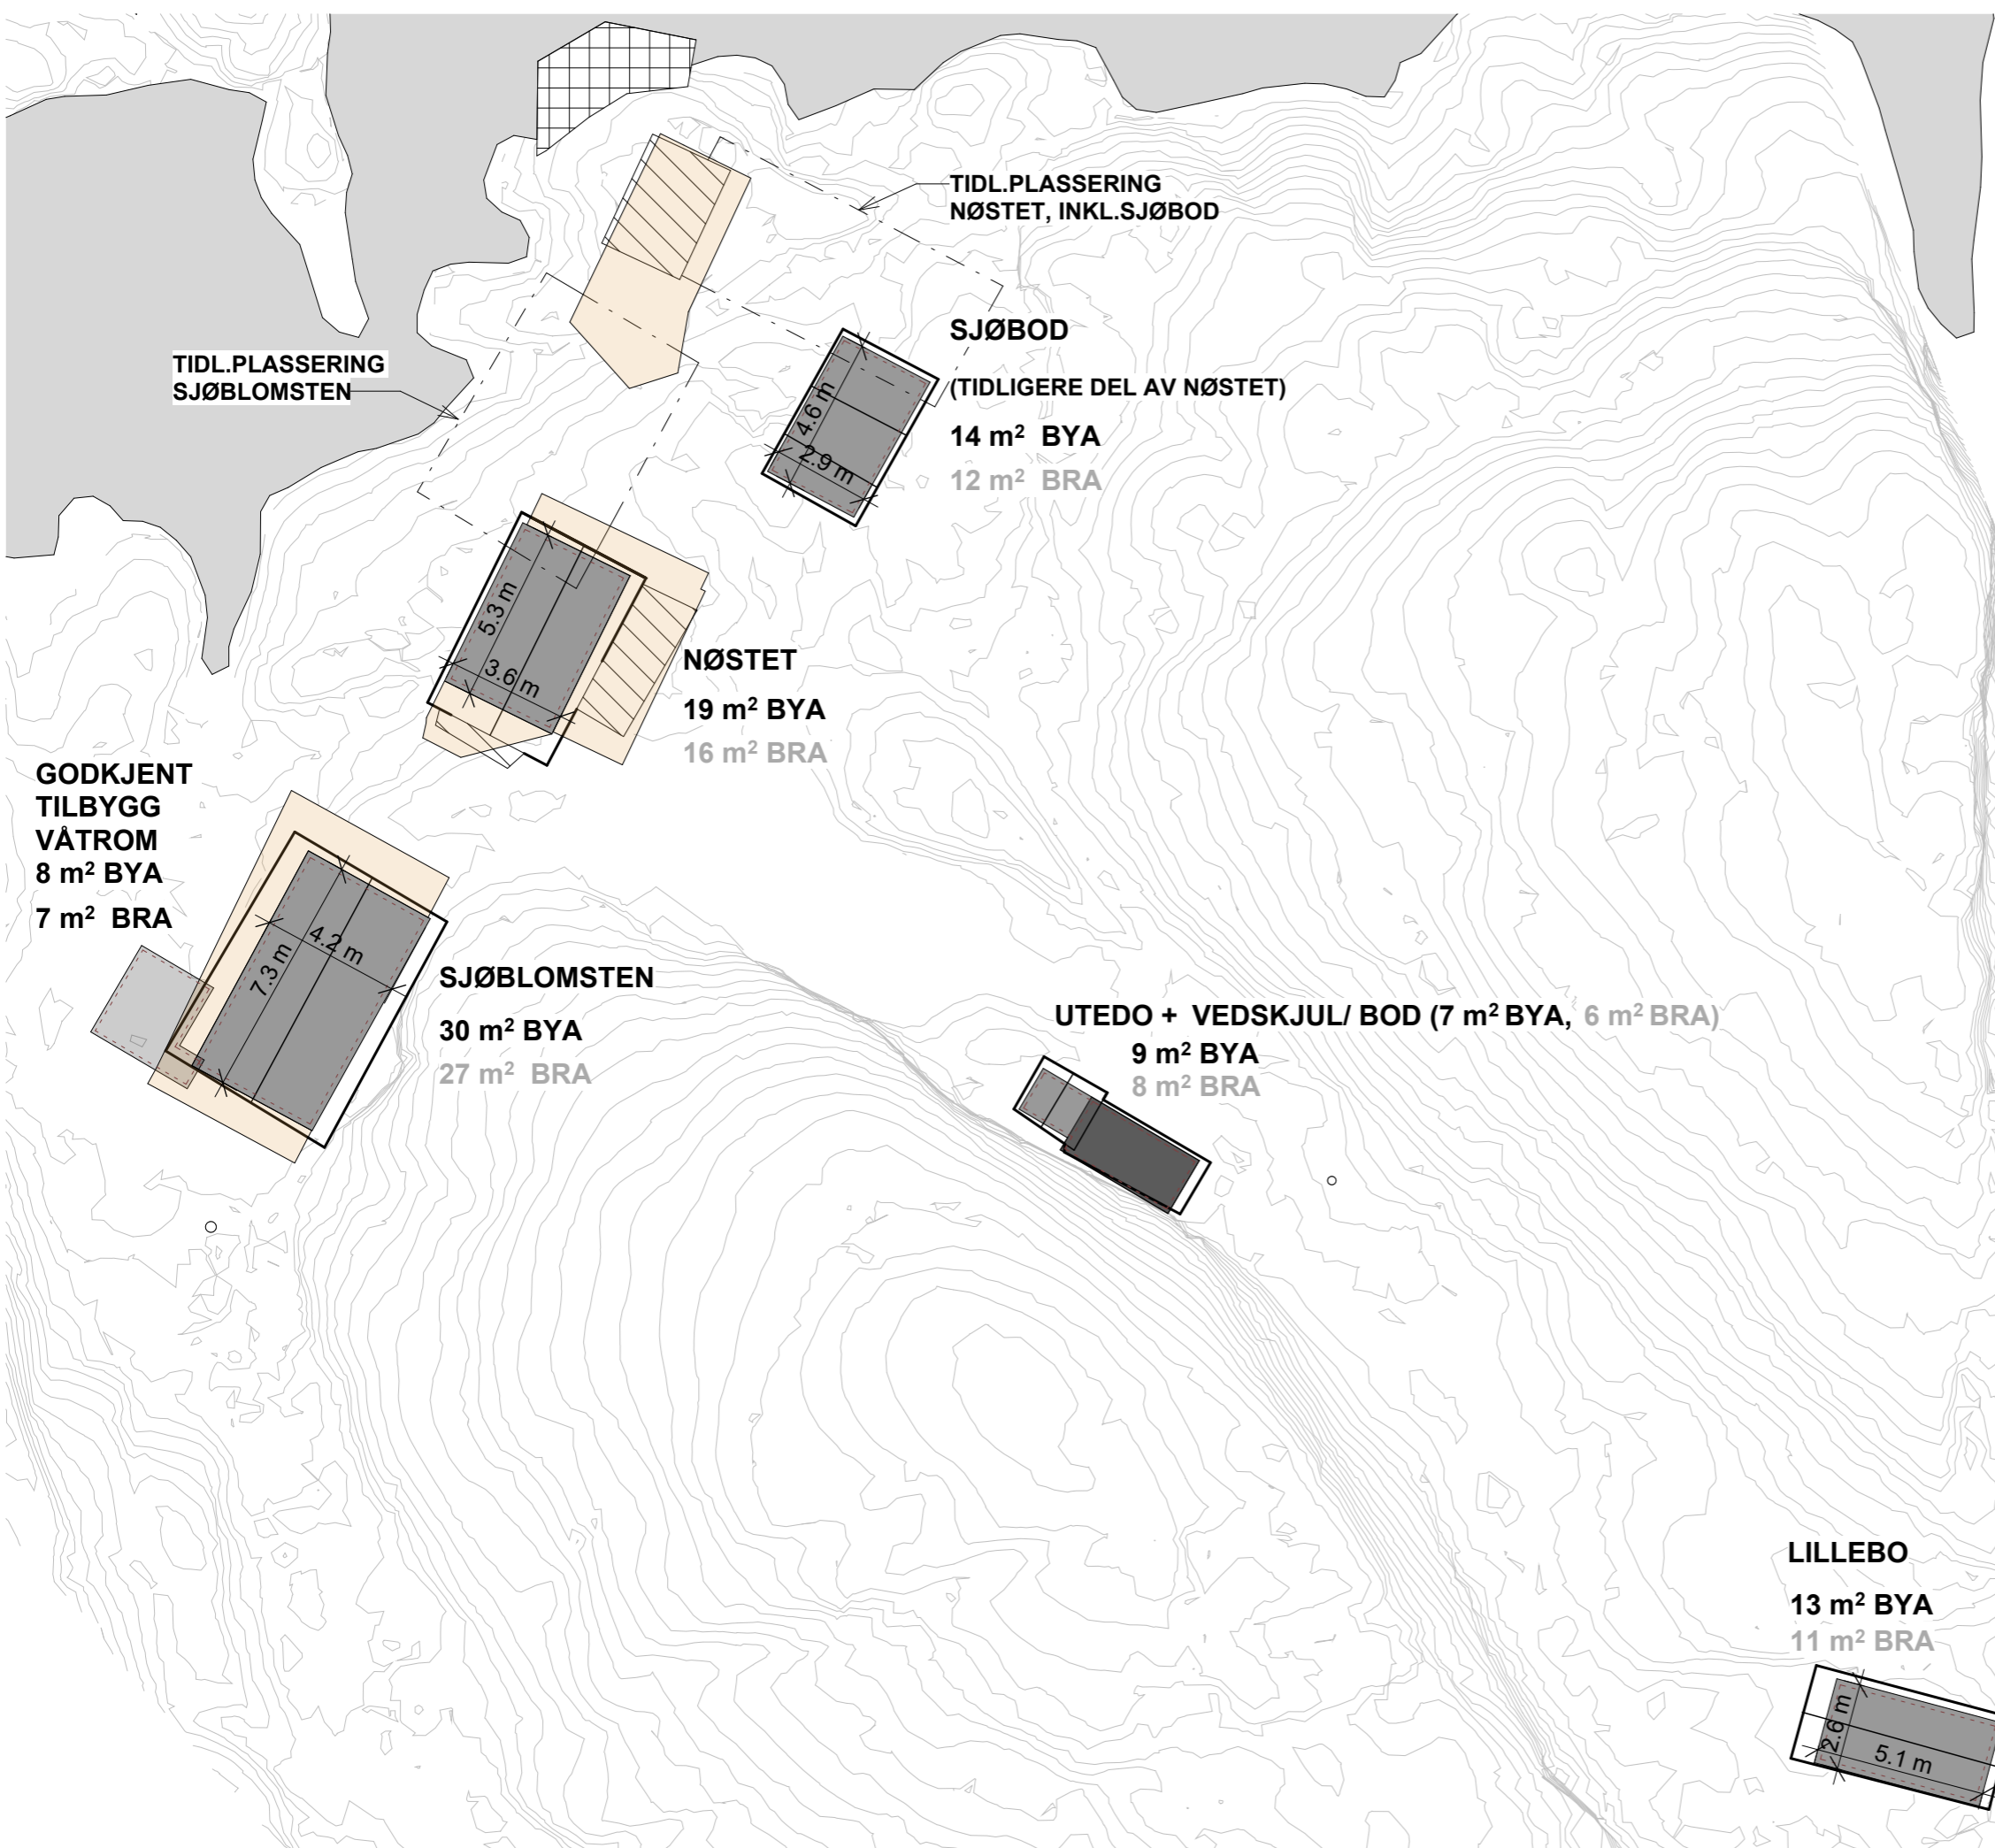 TIDL.PLASSERING
NØSTET, INKL.SJØBOD
SJØBOD
(TIDLIGERE DEL AV NØSTET)
14 m² BYA
12 m² BRA
4.6 m
2.9 m
TIDL.PLASSERING
SJØBLOMSTEN
5.3 m
3.6 m
NØSTET
19 m² BYA
16 m² BRA
GODKJENT
TILBYGG
VÅTROM
8 m² BYA
7 m² BRA
4.2 m
7.3 m
SJØBLOMSTEN
30 m² BYA
27 m² BRA
UTEDO + VEDSKJUL/ BOD (7 m² BYA, 6 m² BRA)
9 m² BYA
8 m² BRA
LILLEBO
13 m² BYA
11 m² BRA
2.6 m
5.1 m